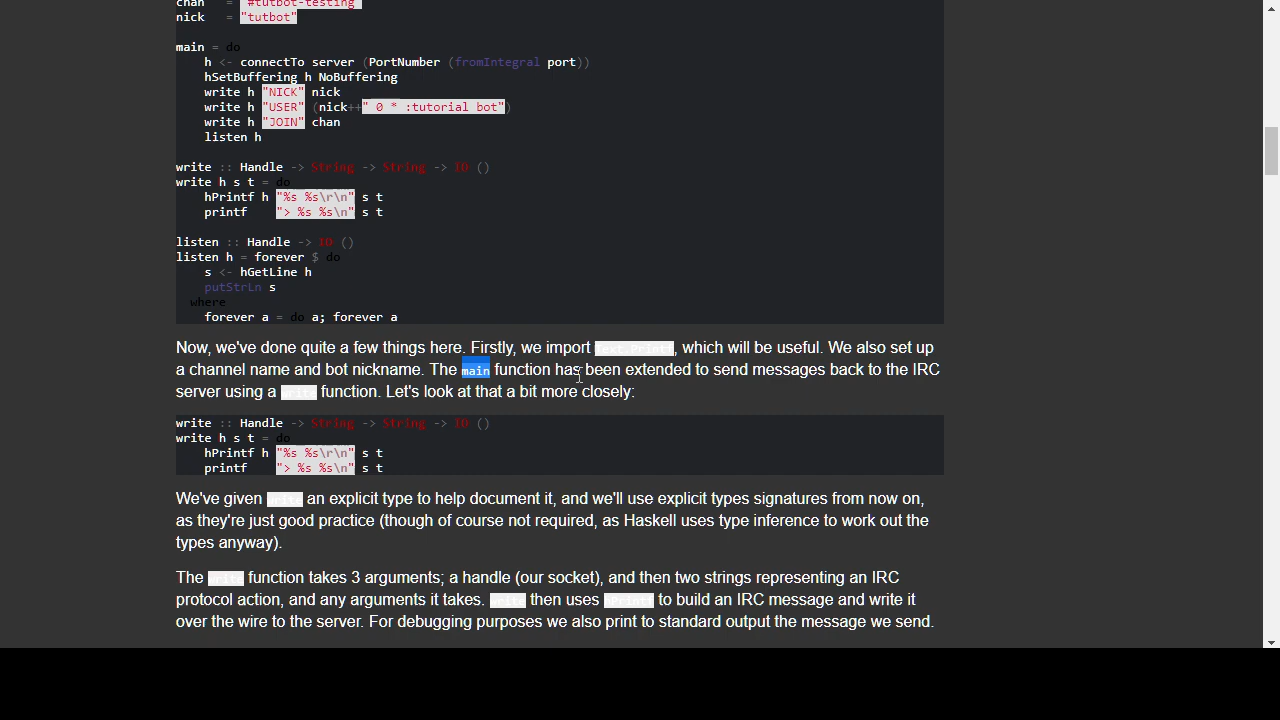 chan   = "#tutbot-testing"
nick   = "tutbot"
main = do
    h <- connectTo server (PortNumber (fromIntegral port))
    hSetBuffering h NoBuffering
    write h "NICK" nick
    write h "USER" (nick++" 0 * :tutorial bot")
    write h "JOIN" chan
    listen h
write :: Handle -> String -> String -> IO ()
write h s t = do
    hPrintf h "%s %s\r\n" s t
    printf    "> %s %s\n" s t
listen :: Handle -> IO ()
listen h = forever $ do
    s <- hGetLine h
    putStrLn s
  where
    forever a = do a; forever a
Now, we've done quite a few things here. Firstly, we import Text.Printf, which will be useful. We also set up
a channel name and bot nickname. The main function has been extended to send messages back to the IRC
server using a write function. Let's look at that a bit more closely:
write :: Handle -> String -> String -> IO ()
write h s t = do
    hPrintf h "%s %s\r\n" s t
    printf    "> %s %s\n" s t
We've given write an explicit type to help document it, and we'll use explicit types signatures from now on,
as they're just good practice (though of course not required, as Haskell uses type inference to work out the
types anyway).
The write function takes 3 arguments; a handle (our socket), and then two strings representing an IRC
protocol action, and any arguments it takes. write then uses hPrintf to build an IRC message and write it
over the wire to the server. For debugging purposes we also print to standard output the message we send.